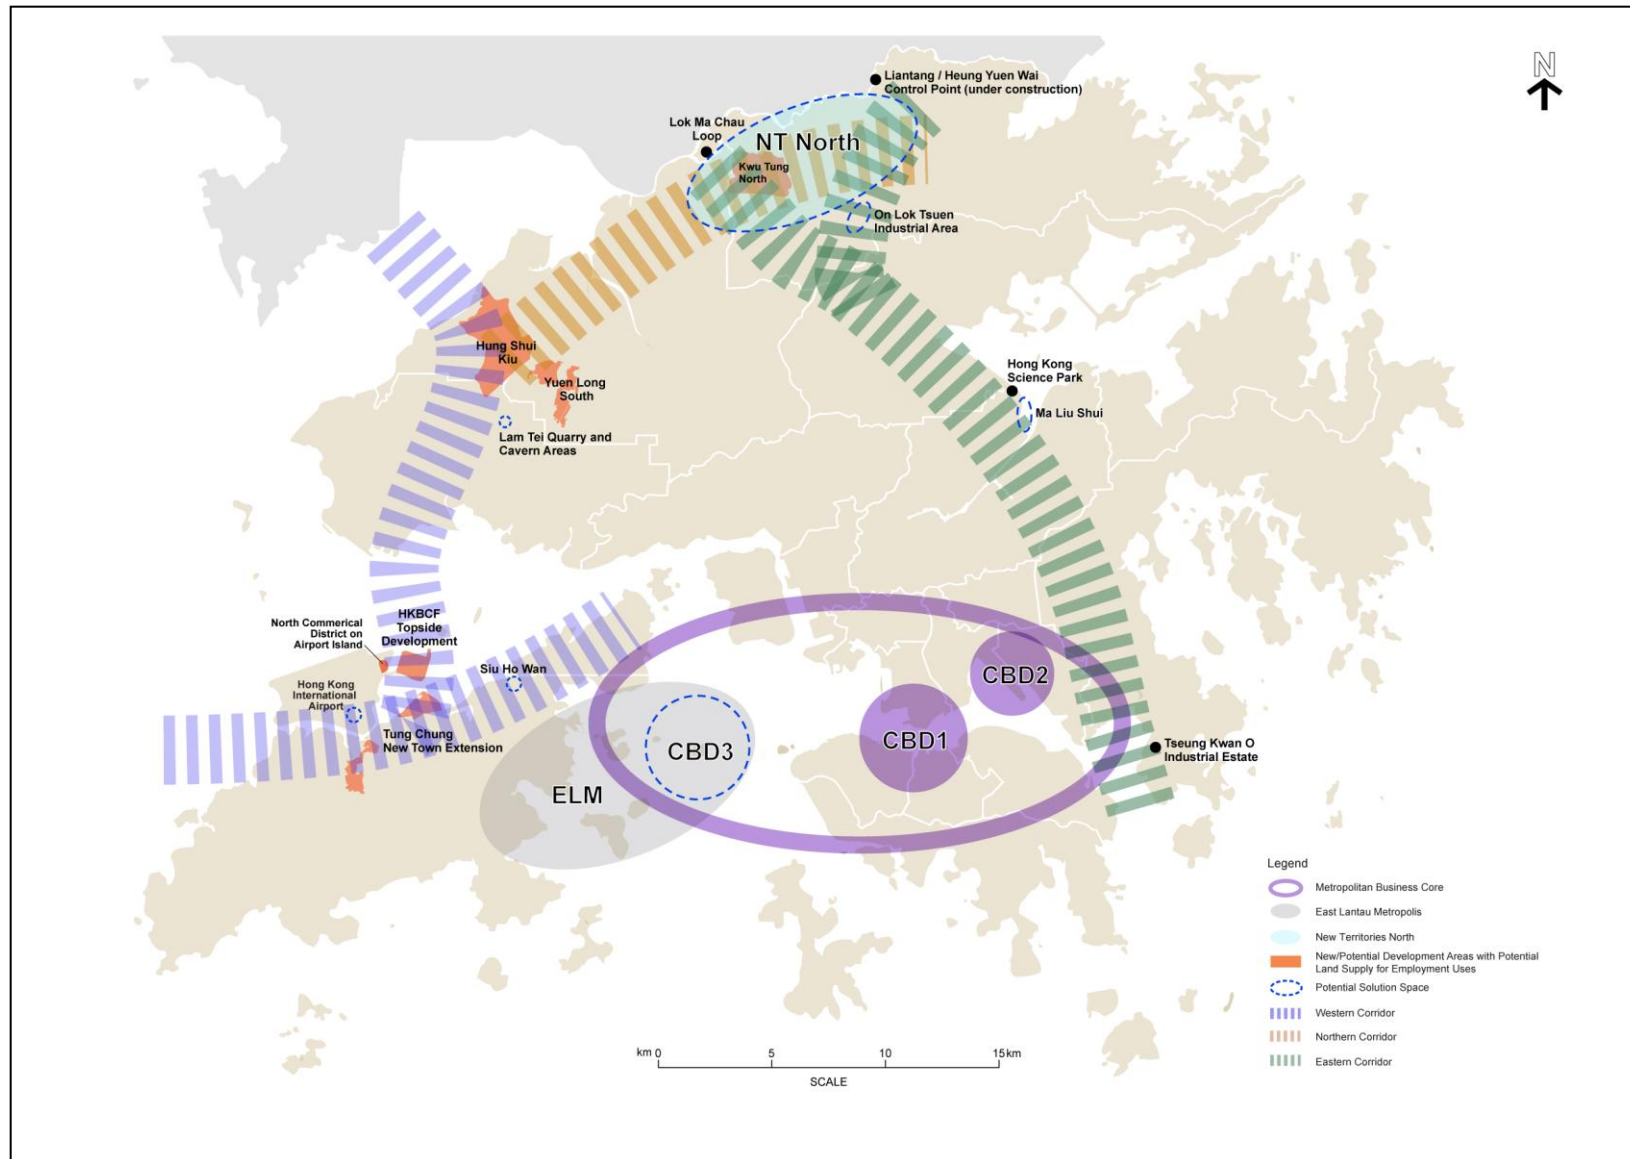 N
Liantang / Heung Yuen Wai
Control Point (under construction)
Lok Ma Chau
Loop
NT North
Kwu Tung
North
On Lok Tsuen
Industrial Area
Hung Shui
Kiu
Yuen Long
South
Hong Kong
Science Park
Ma Liu Shui
Lam Tei Quarry and
Cavern Areas
North Commerical
District on
Airport Island
HKBCF
Topside
Development
Siu Ho Wan
Hong Kong
International
Airport
Tung Chung
New Town Extension
CBD2
CBD1
CBD3
ELM
Tseung Kwan O
Industrial Estate
Legend
Metropolitan Business Core
East Lantau Metropolis
New Territories North
New/Potential Development Areas with Potential
Land Supply for Employment Uses
Potential Solution Space
Western Corridor
Northern Corridor
Eastern Corridor
km 0 5 10 15km
SCALE